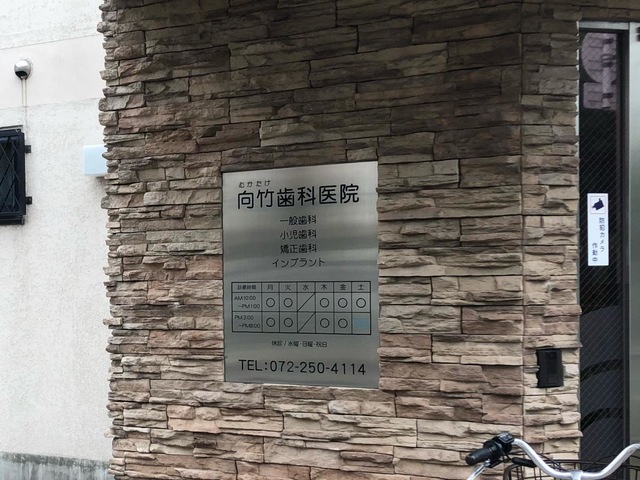 むかたけ
向竹歯科医院
一般歯科
小児歯科
矯正歯科
インプラント
診療時間 月 火 水 木 金 土
AM10:00 ~PM1:00 ○ ○ ／ ○ ○ ○
PM3:00 ~PM8:00 ○ ○ ／ ○ ○
休診／水曜・日曜・祝日
TEL:072-250-4114
防犯カメラ
作動中